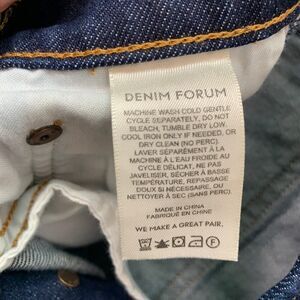 DENIM FORUM
MACHINE WASH COLD GENTLE
CYCLE SEPARATELY, DO NOT
BLEACH, TUMBLE DRY LOW,
COOL IRON ONLY IF NEEDED, OR
DRY CLEAN (NO PERC).
LAVER SÉPARÉMENT À LA
MACHINE À L'EAU FROIDE AU
CYCLE DÉLICAT, NE PAS
JAVELISER, SÉCHER À BASSE
TEMPÉRATURE, REPASSAGE
DOUX SI NÉCESSAIRE, OU
NETTOYER À SEC (SANS PERC).
MADE IN CHINA
FABRIQUÉ EN CHINE
WE MAKE A GREAT PAIR.